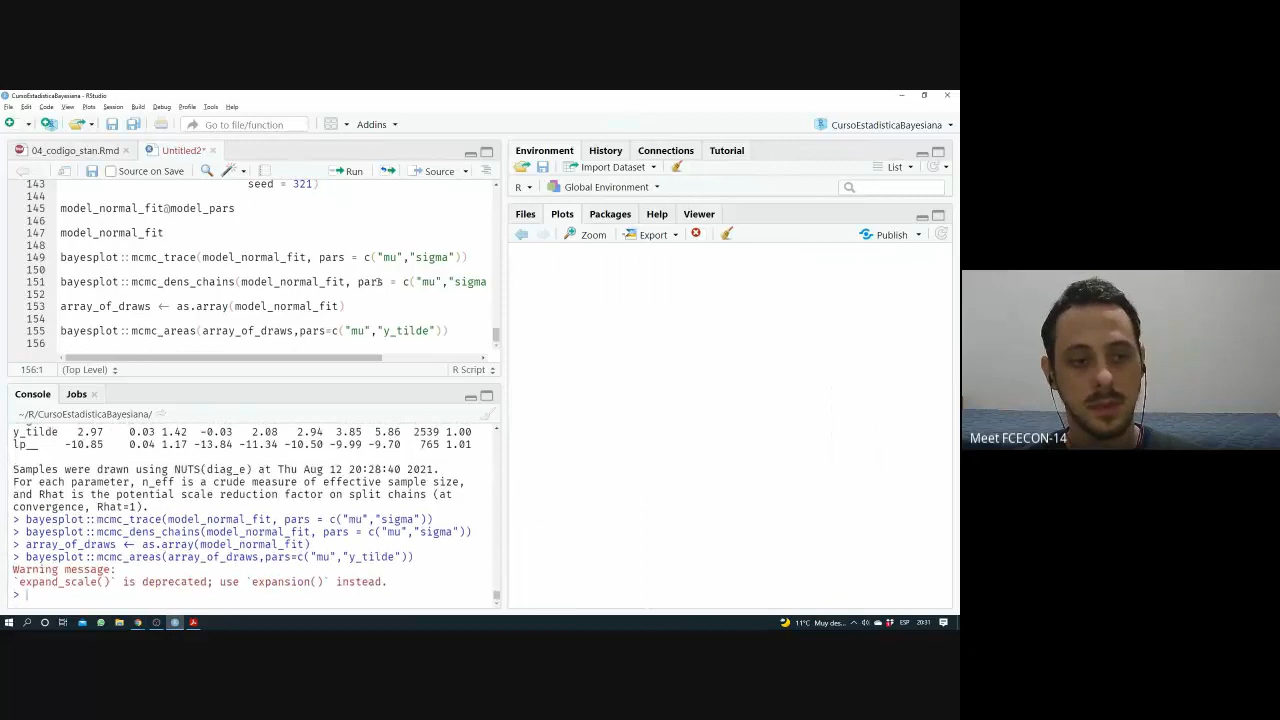 CursoEstadisticaBayesiana - RStudio
File Edit Code View Plots Session Build Debug Profile Tools Help
Go to file/function Addins CursoEstadisticaBayesiana
04_codigo_stan.Rmd Untitled2*
Source on Save Run Source
143 seed = 321)
144
145 model_normal_fit@model_pars
146
147 model_normal_fit
148
149 bayesplot::mcmc_trace(model_normal_fit, pars = c("mu","sigma"))
150
151 bayesplot::mcmc_dens_chains(model_normal_fit, pars = c("mu","sigma
152
153 array_of_draws <- as.array(model_normal_fit)
154
155 bayesplot::mcmc_areas(array_of_draws,pars=c("mu","y_tilde"))
156
156:1 (Top Level) R Script
Console Jobs
~/R/CursoEstadisticaBayesiana/
y_tilde 2.97 0.03 1.42 -0.03 2.08 2.94 3.85 5.86 2539 1.00
lp__ -10.85 0.04 1.17 -13.84 -11.34 -10.50 -9.99 -9.70 765 1.01
Samples were drawn using NUTS(diag_e) at Thu Aug 12 20:28:40 2021.
For each parameter, n_eff is a crude measure of effective sample size,
and Rhat is the potential scale reduction factor on split chains (at
convergence, Rhat=1).
> bayesplot::mcmc_trace(model_normal_fit, pars = c("mu","sigma"))
> bayesplot::mcmc_dens_chains(model_normal_fit, pars = c("mu","sigma"))
> array_of_draws <- as.array(model_normal_fit)
> bayesplot::mcmc_areas(array_of_draws,pars=c("mu","y_tilde"))
Warning message:
`expand_scale()` is deprecated; use `expansion()` instead.
>
Environment History Connections Tutorial
Import Dataset List
R Global Environment
Files Plots Packages Help Viewer
Zoom Export Publish
Meet FCECON-14
11°C Muy des... ESP 20:31